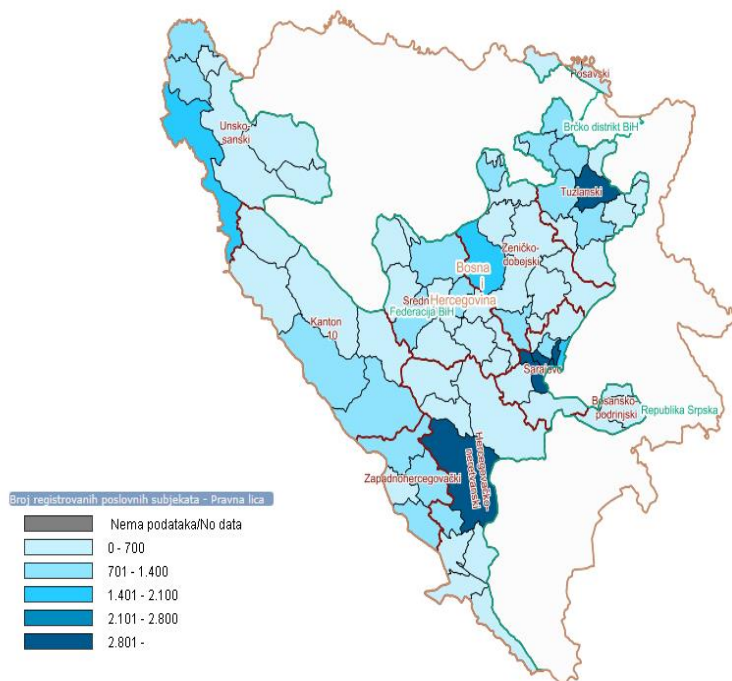 Posavski
Brčko distrikt BiH
Unsko-
sanski
Tuzlanski
Zeničko-
dobojski
Bosna
i
Hercegovina
Sredn
Federacija BiH
Kanton
10
Sarajevo
Bosansko-
podrinjski
Republika Srpska
Hercegovačko-
neretvanski
Zapadnohercegovački
Broj registrovanih poslovnih subjekata - Pravna lica
Nema podataka/No data
0 - 700
701 - 1.400
1.401 - 2.100
2.101 - 2.800
2.801 -